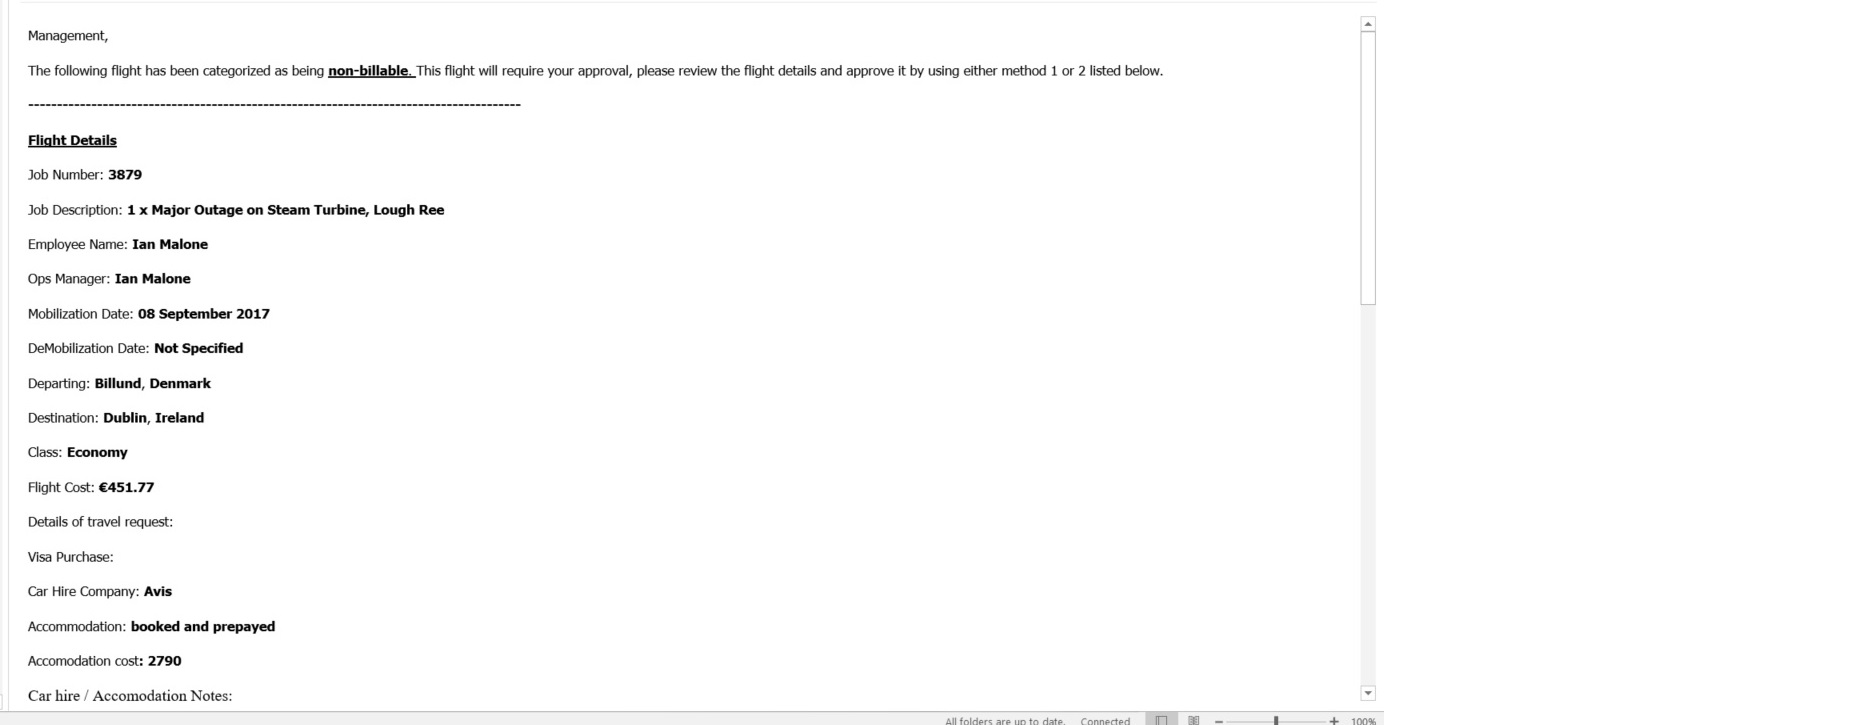 Management,
The following flight has been categorized as being non-billable. This flight will require your approval, please review the flight details and approve it by using either method 1 or 2 listed below.
--------------------------------------------------------------------------------------
Flight Details
Job Number: 3879
Job Description: 1 x Major Outage on Steam Turbine, Lough Ree
Employee Name: Ian Malone
Ops Manager: Ian Malone
Mobilization Date: 08 September 2017
DeMobilization Date: Not Specified
Departing: Billund, Denmark
Destination: Dublin, Ireland
Class: Economy
Flight Cost: €451.77
Details of travel request:
Visa Purchase:
Car Hire Company: Avis
Accommodation: booked and prepayed
Accomodation cost: 2790
Car hire / Accomodation Notes:
All folders are up to date. Connected 100%